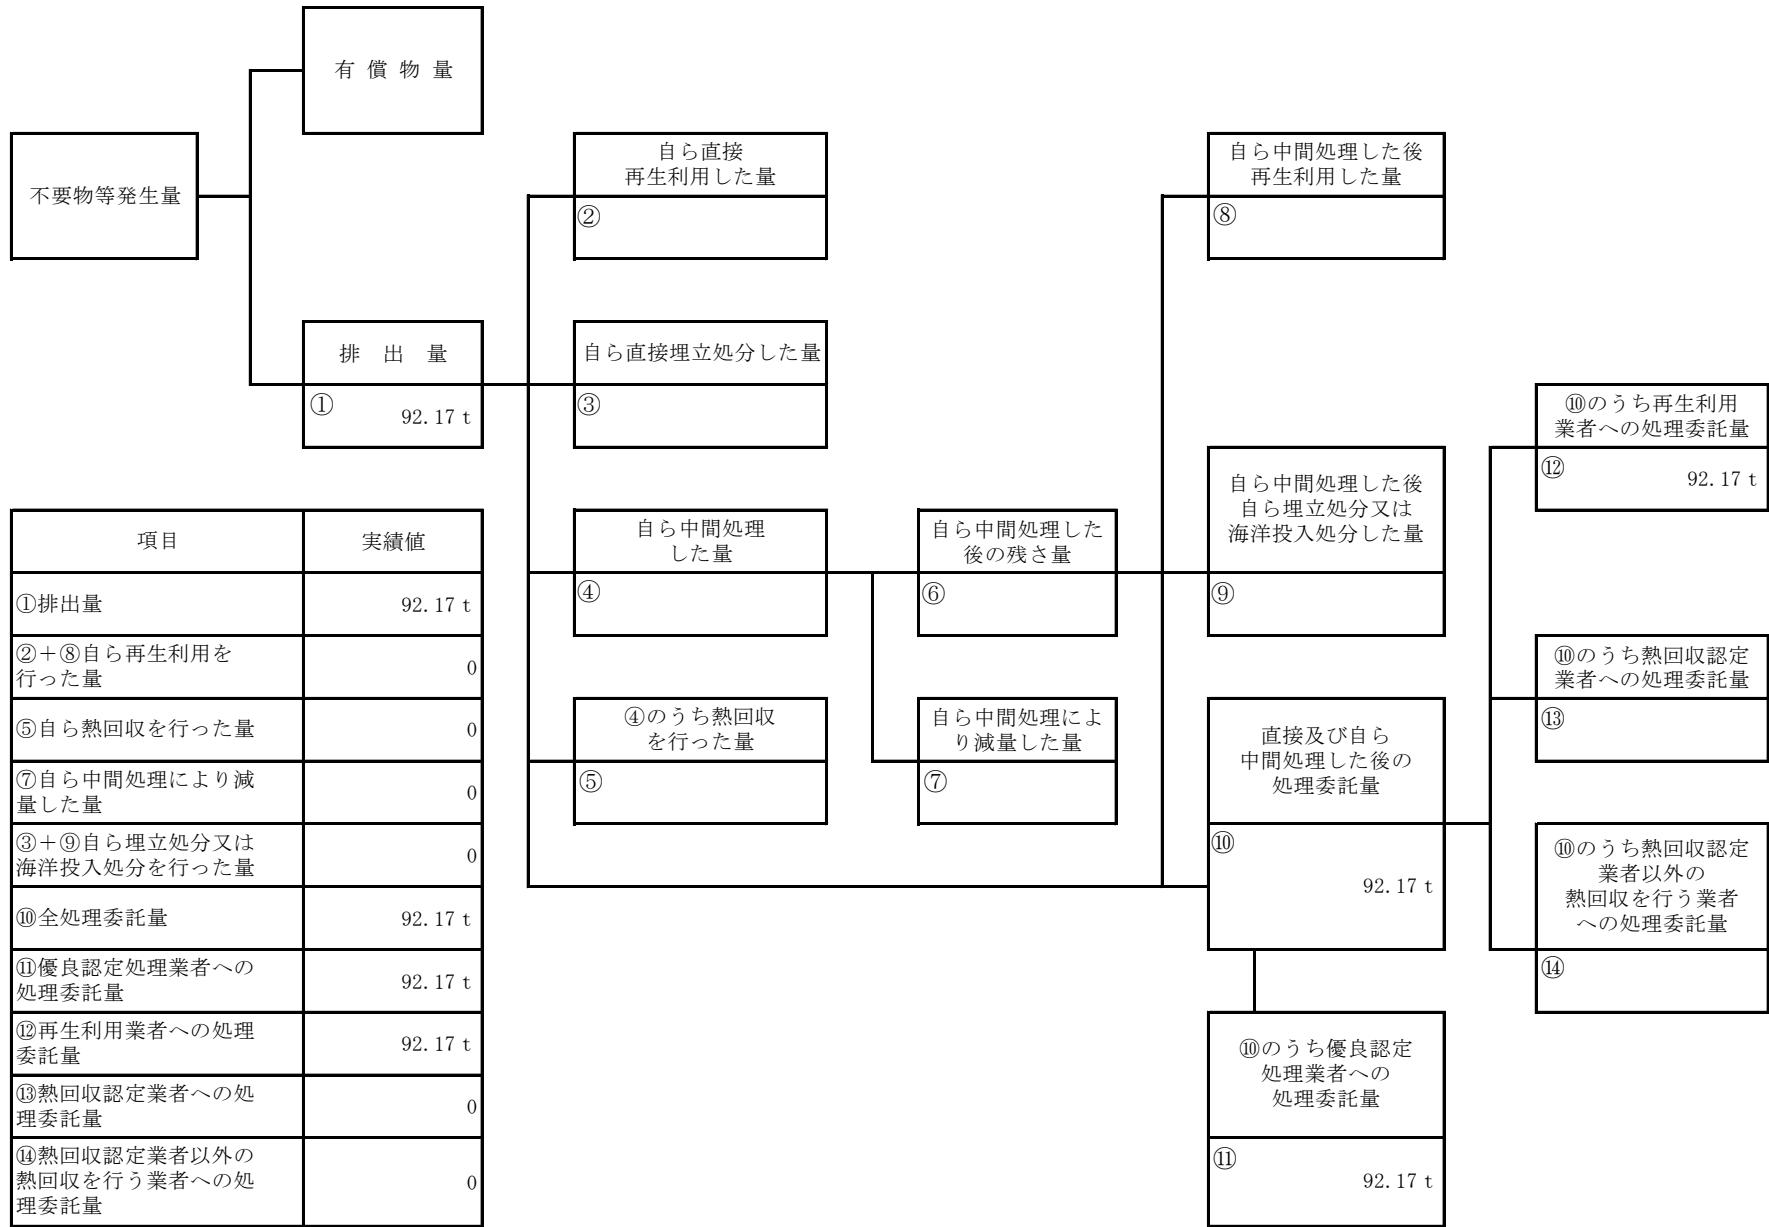 有償物量
不要物等発生量
自ら直接
再生利用した量
②
自ら中間処理した後
再生利用した量
⑧
排出量
①
92.17 t
自ら直接埋立処分した量
③
⑩のうち再生利用
業者への処理委託量
⑫
92.17 t
自ら中間処理した後
自ら埋立処分又は
海洋投入処分した量
⑨
自ら中間処理
した量
④
自ら中間処理した
後の残さ量
⑥
⑩のうち熱回収認定
業者への処理委託量
⑬
④のうち熱回収
を行った量
⑤
自ら中間処理によ
り減量した量
⑦
直接及び自ら
中間処理した後の
処理委託量
⑩
92.17 t
⑩のうち熱回収認定
業者以外の
熱回収を行う業者
への処理委託量
⑭
⑩のうち優良認定
処理業者への
処理委託量
⑪
92.17 t
項目 実績値
①排出量 92.17 t
②+⑧自ら再生利用を
行った量 0
⑤自ら熱回収を行った量 0
⑦自ら中間処理により減
量した量 0
③+⑨自ら埋立処分又は
海洋投入処分を行った量 0
⑩全処理委託量 92.17 t
⑪優良認定処理業者への
処理委託量 92.17 t
⑫再生利用業者への処理
委託量 92.17 t
⑬熱回収認定業者への処
理委託量 0
⑭熱回収認定業者以外の
熱回収を行う業者への処
理委託量 0